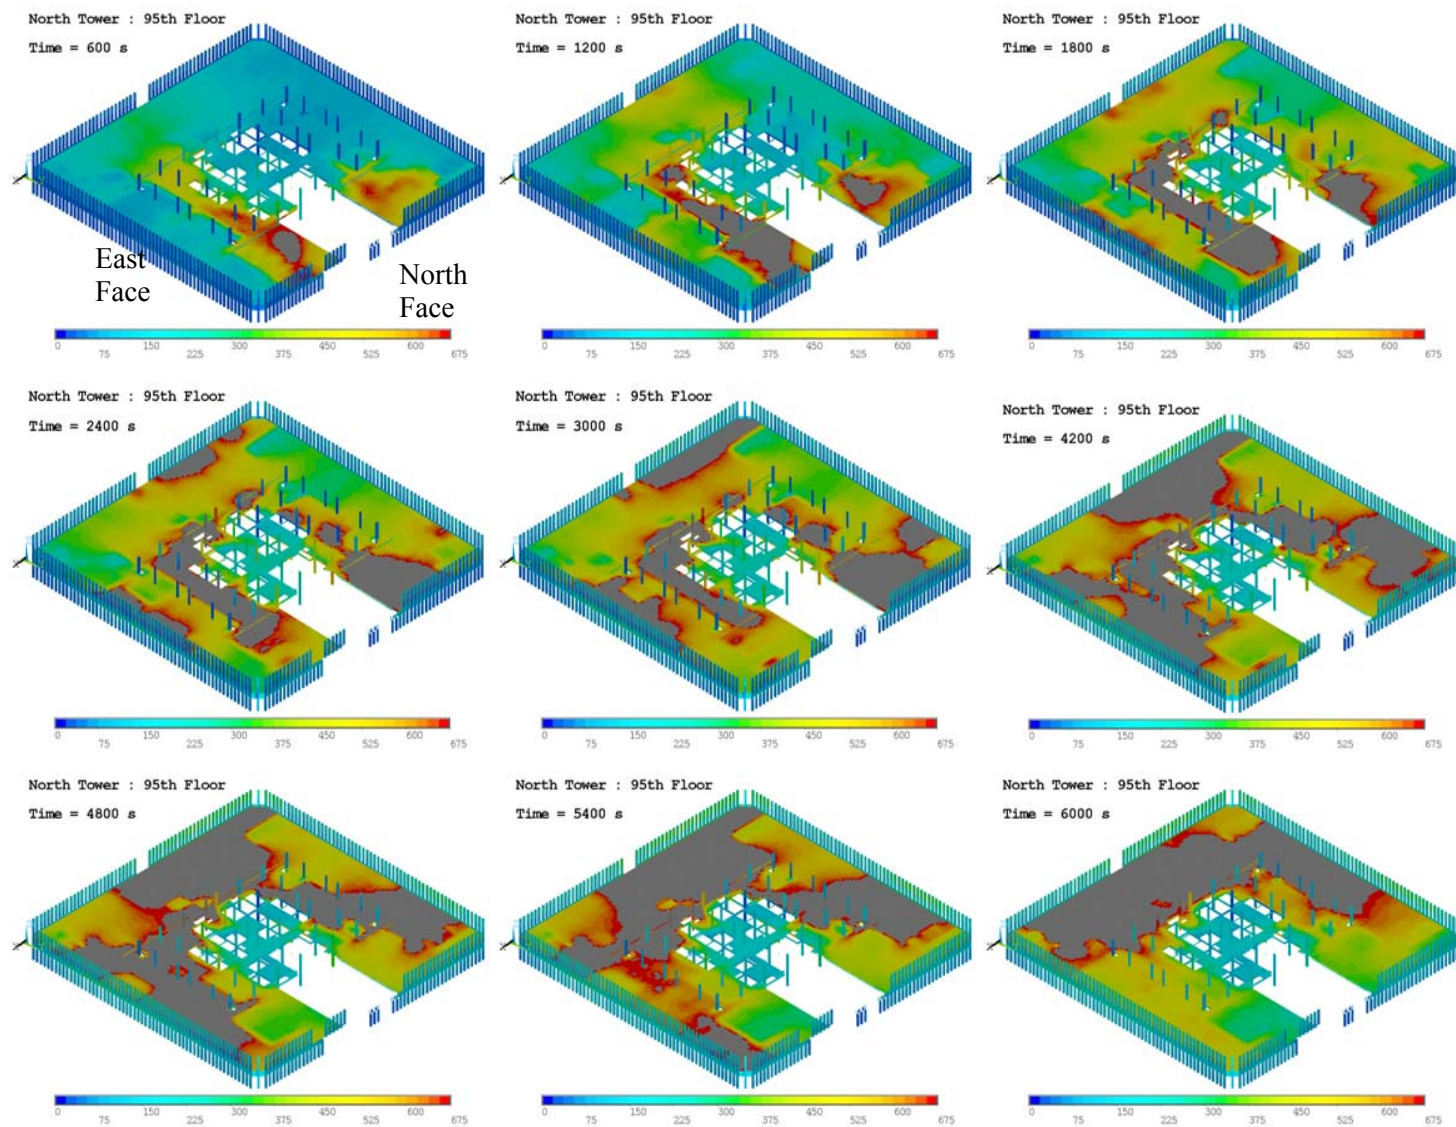 North Tower : 95th Floor
Time = 600 s
East
Face
North
Face
0 150 300 450 600
75 225 375 525 675
North Tower : 95th Floor
Time = 1200 s
0 150 300 450 600
75 225 375 525 675
North Tower : 95th Floor
Time = 1800 s
0 150 300 450 600
75 225 375 525 675
North Tower : 95th Floor
Time = 2400 s
0 150 300 450 600
75 225 375 525 675
North Tower : 95th Floor
Time = 3000 s
0 150 300 450 600
75 225 375 525 675
North Tower : 95th Floor
Time = 4200 s
0 150 300 450 600
75 225 375 525 675
North Tower : 95th Floor
Time = 4800 s
0 150 300 450 600
75 225 375 525 675
North Tower : 95th Floor
Time = 5400 s
0 150 300 450 600
75 225 375 525 675
North Tower : 95th Floor
Time = 6000 s
0 150 300 450 600
75 225 375 525 675